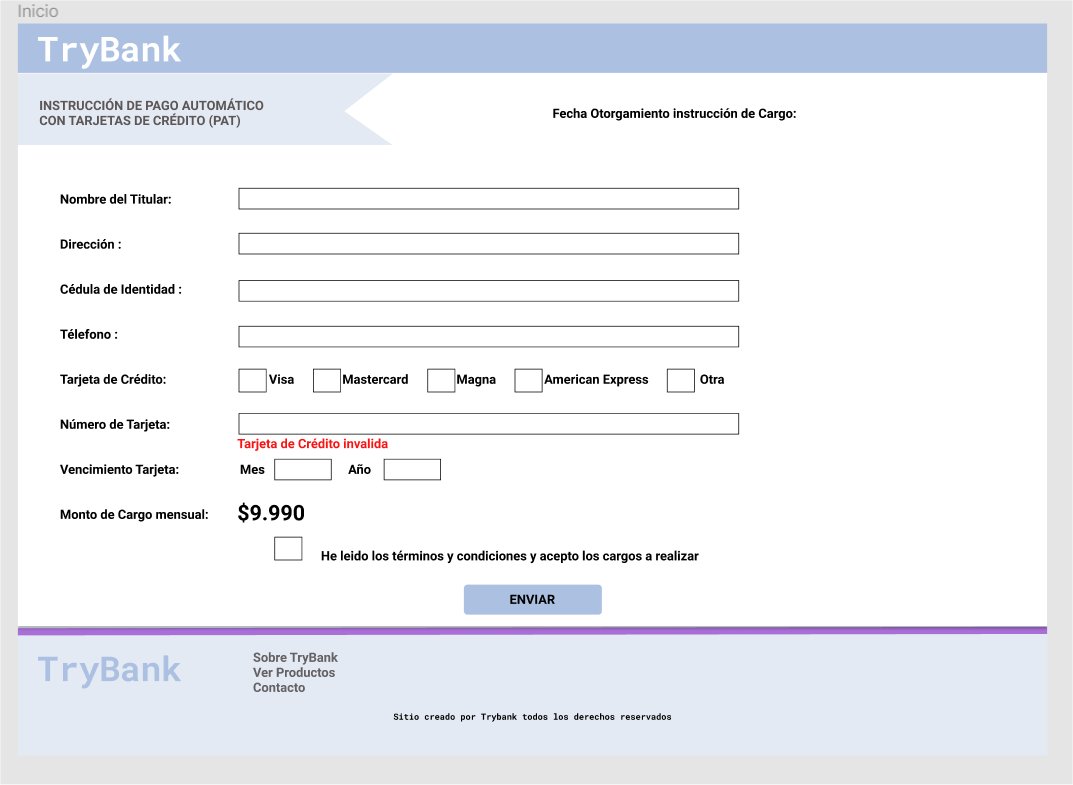 Inicio
TryBank
INSTRUCCIÓN DE PAGO AUTOMÁTICO
CON TARJETAS DE CRÉDITO (PAT)
Fecha Otorgamiento instrucción de Cargo:
Nombre del Titular:
Dirección :
Cédula de Identidad :
Télefono :
Tarjeta de Crédito: Visa Mastercard Magna American Express Otra
Número de Tarjeta:
Tarjeta de Crédito invalida
Vencimiento Tarjeta: Mes Año
Monto de Cargo mensual: $9.990
He leido los términos y condiciones y acepto los cargos a realizar
ENVIAR
TryBank
Sobre TryBank
Ver Productos
Contacto
Sitio creado por Trybank todos los derechos reservados